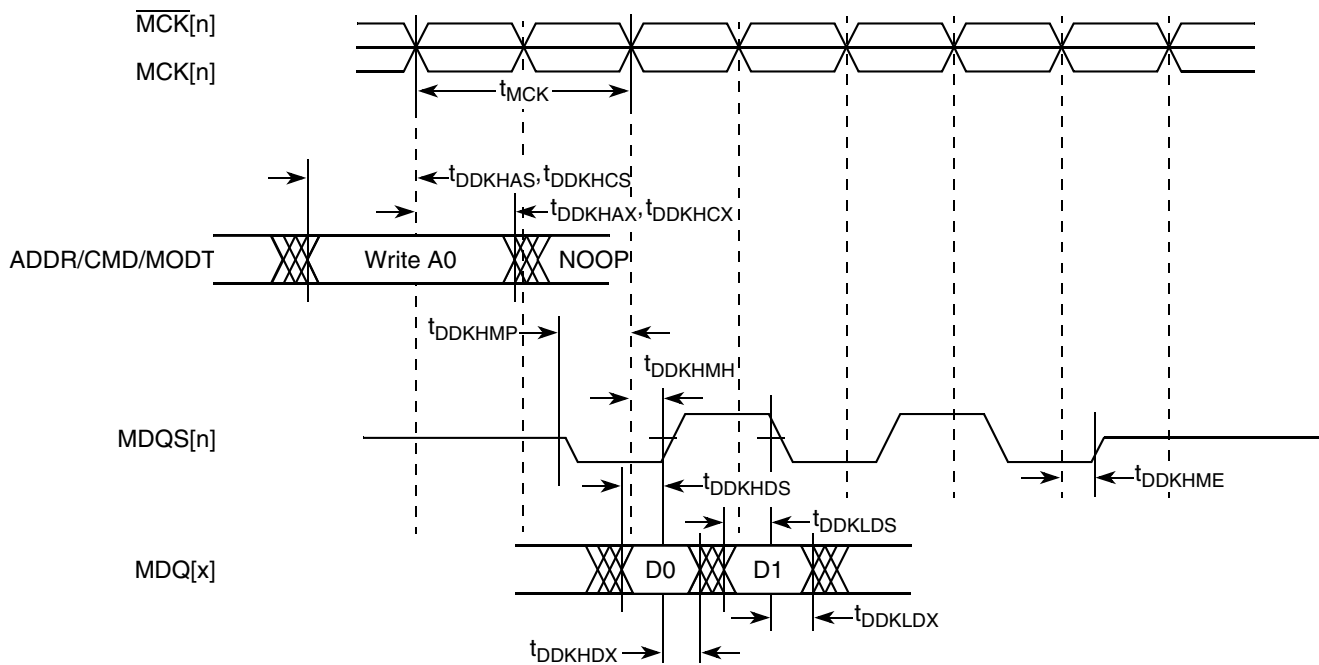 MCK[n]
MCK[n]
tMCK
tDDKHAS,tDDKHCS
tDDKHAX,tDDKHCX
ADDR/CMD/MODT
Write A0
NOOP
tDDKHMP
tDDKHMH
MDQS[n]
tDDKHDS
tDDKHME
tDDKLDS
MDQ[x]
D0
D1
tDDKLDX
tDDKHDX